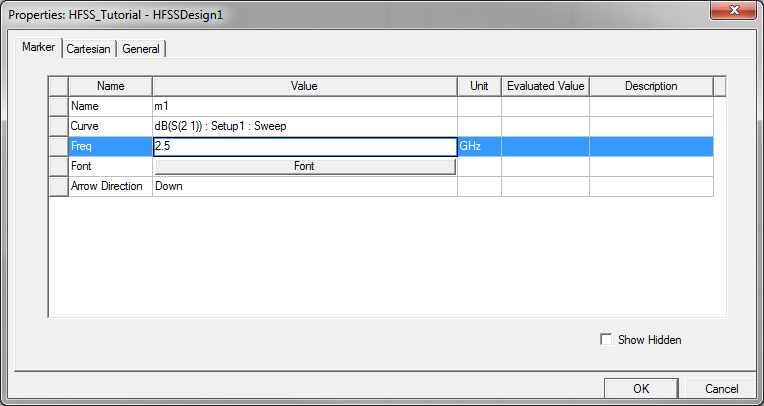 Properties: HFSS_Tutorial - HFSSDesign1
Marker Cartesian General
Name Value Unit Evaluated Value Description
Name m1
Curve dB(S(2 1)) : Setup1 : Sweep
Freq 2.5 GHz
Font Font
Arrow Direction Down
Show Hidden
OK Cancel